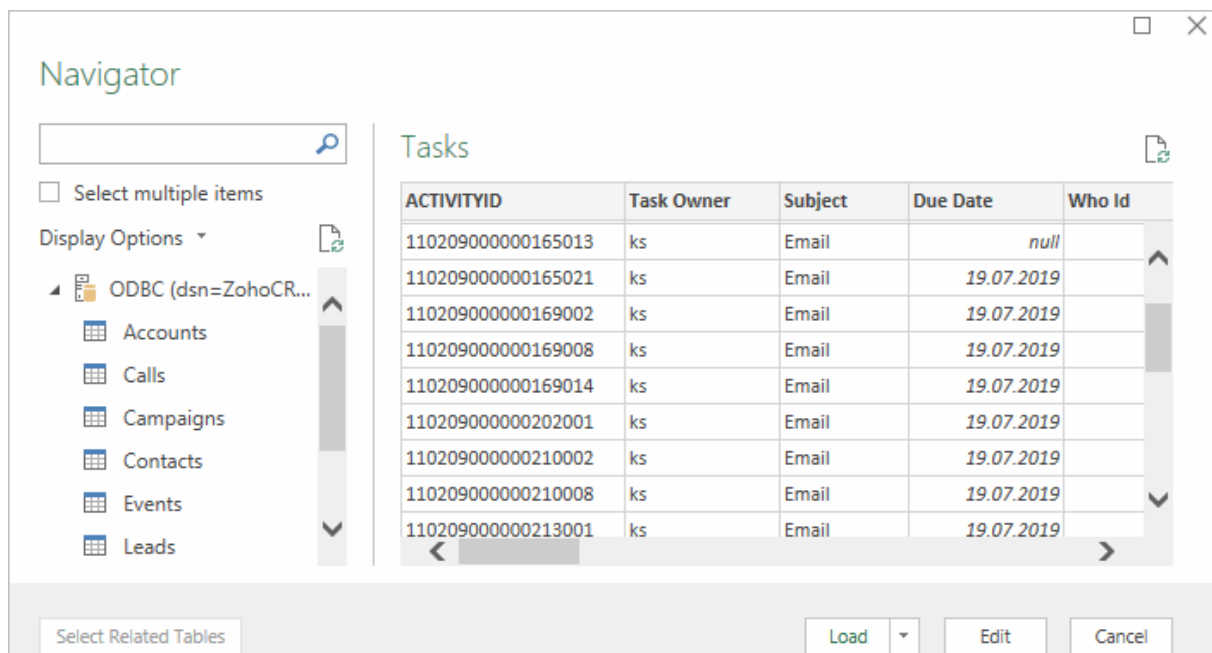 Navigator
Select multiple items
Display Options
ODBC (dsn=ZohoCR...
Accounts
Calls
Campaigns
Contacts
Events
Leads
Tasks
ACTIVITYID Task Owner Subject Due Date Who Id
110209000000165013 ks Email null
110209000000165021 ks Email 19.07.2019
110209000000169002 ks Email 19.07.2019
110209000000169008 ks Email 19.07.2019
110209000000169014 ks Email 19.07.2019
110209000000202001 ks Email 19.07.2019
110209000000210002 ks Email 19.07.2019
110209000000210008 ks Email 19.07.2019
110209000000213001 ks Email 19.07.2019
Select Related Tables
Load Edit Cancel